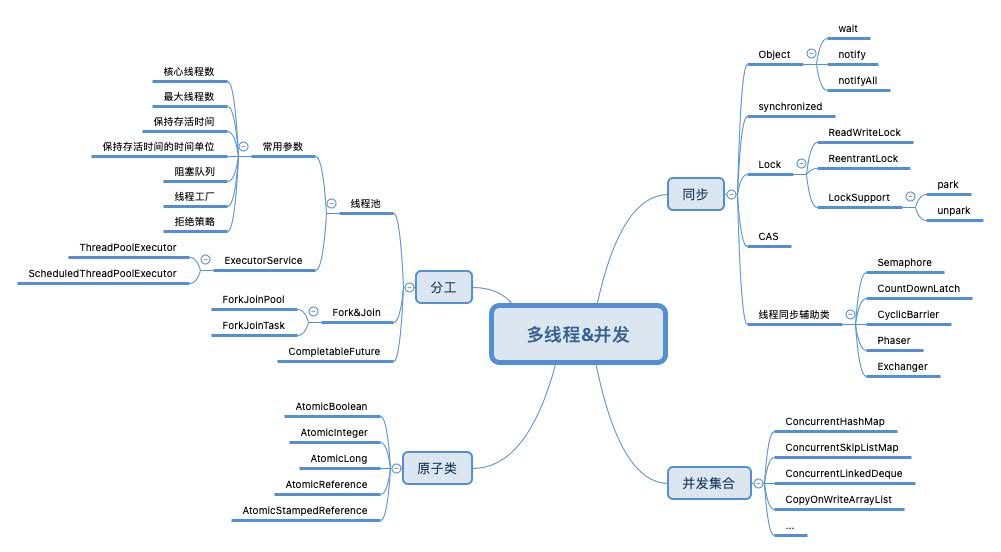 多线程&并发
同步
Object
wait
notify
notifyAll
synchronized
Lock
ReadWriteLock
ReentrantLock
LockSupport
park
unpark
CAS
线程同步辅助类
Semaphore
CountDownLatch
CyclicBarrier
Phaser
Exchanger
并发集合
ConcurrentHashMap
ConcurrentSkipListMap
ConcurrentLinkedDeque
CopyOnWriteArrayList
...
分工
线程池
常用参数
核心线程数
最大线程数
保持存活时间
保持存活时间的时间单位
阻塞队列
线程工厂
拒绝策略
ExecutorService
ThreadPoolExecutor
ScheduledThreadPoolExecutor
Fork&Join
ForkJoinPool
ForkJoinTask
CompletableFuture
原子类
AtomicBoolean
AtomicInteger
AtomicLong
AtomicReference
AtomicStampedReference